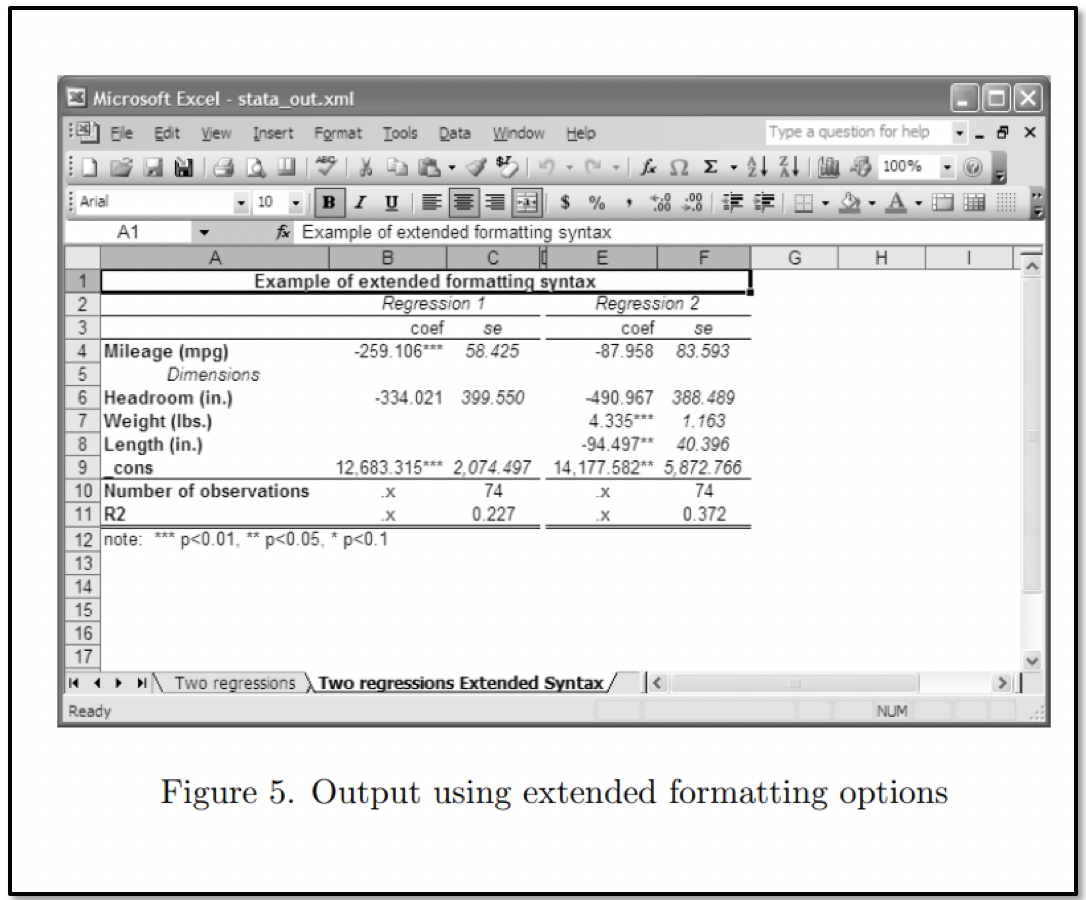 Microsoft Excel - stata_out.xml
File Edit View Insert Format Tools Data Window Help Type a question for help
100%
Arial 10 B I U $ % ,
A1 fx Example of extended formatting syntax
A B C E F G H I
1 Example of extended formatting syntax
2 Regression 1 Regression 2
3 coef se coef se
4 Mileage (mpg) -259.106*** 58.425 -87.958 83.593
5 Dimensions
6 Headroom (in.) -334.021 399.550 -490.967 388.489
7 Weight (lbs.) 4.335*** 1.163
8 Length (in.) -94.497** 40.396
9 _cons 12,683.315*** 2,074.497 14,177.582** 5,872.766
10 Number of observations .x 74 .x 74
11 R2 .x 0.227 .x 0.372
12 note: *** p<0.01, ** p<0.05, * p<0.1
13
14
15
16
17
Two regressions Two regressions Extended Syntax
Ready NUM
Figure 5. Output using extended formatting options